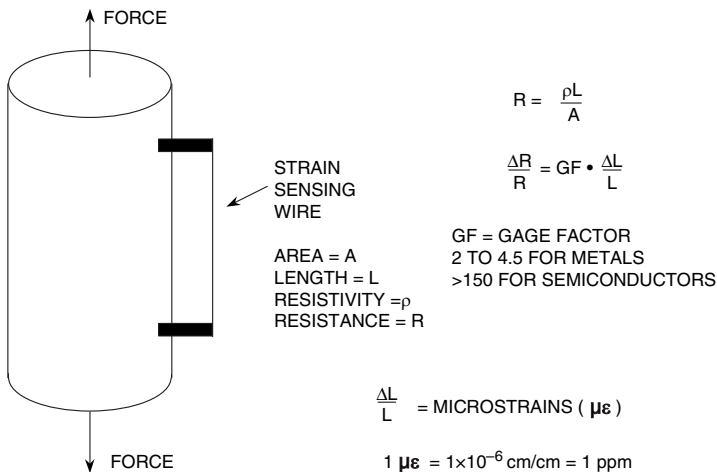 FORCE
R = ρL/A
ΔR/R = GF • ΔL/L
STRAIN
SENSING
WIRE
AREA = A
LENGTH = L
RESISTIVITY =ρ
RESISTANCE = R
GF = GAGE FACTOR
2 TO 4.5 FOR METALS
>150 FOR SEMICONDUCTORS
ΔL/L = MICROSTRAINS ( με )
1 με = 1×10⁻⁶ cm/cm = 1 ppm
FORCE